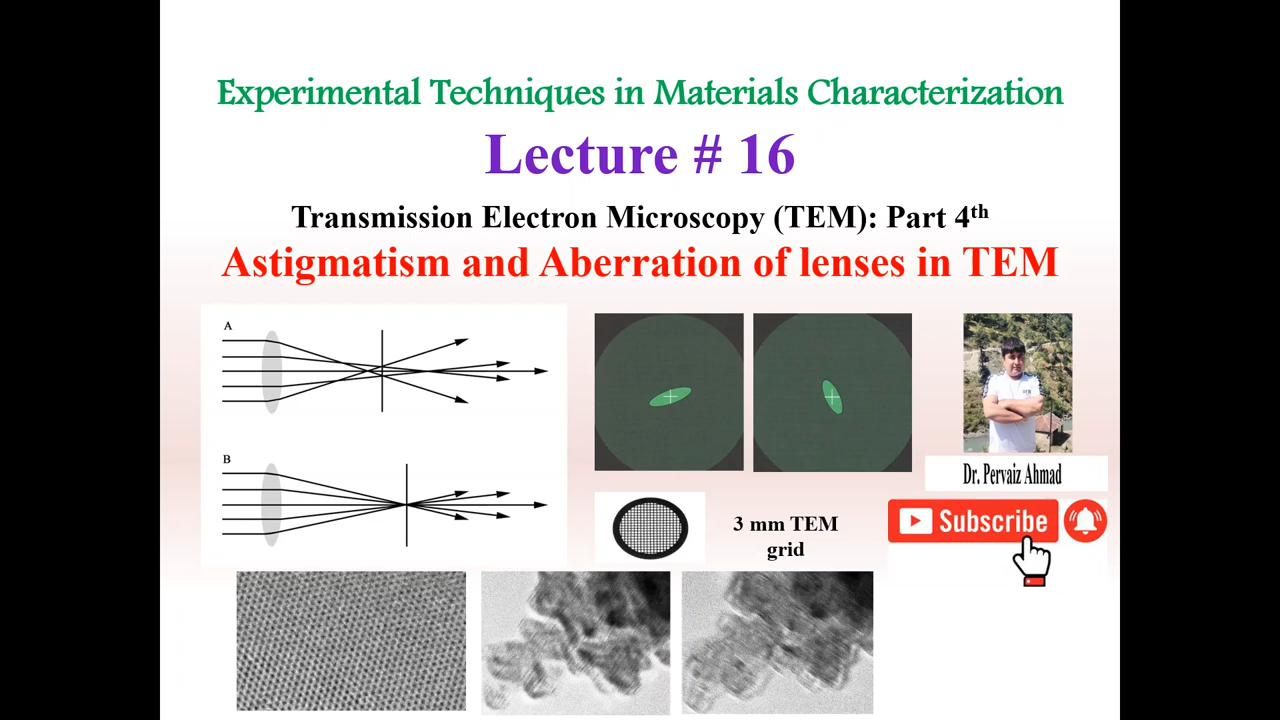 Experimental Techniques in Materials Characterization
Lecture # 16
Transmission Electron Microscopy (TEM): Part 4th
Astigmatism and Aberration of lenses in TEM
A
B
Dr. Pervaiz Ahmad
3 mm TEM
grid
Subscribe